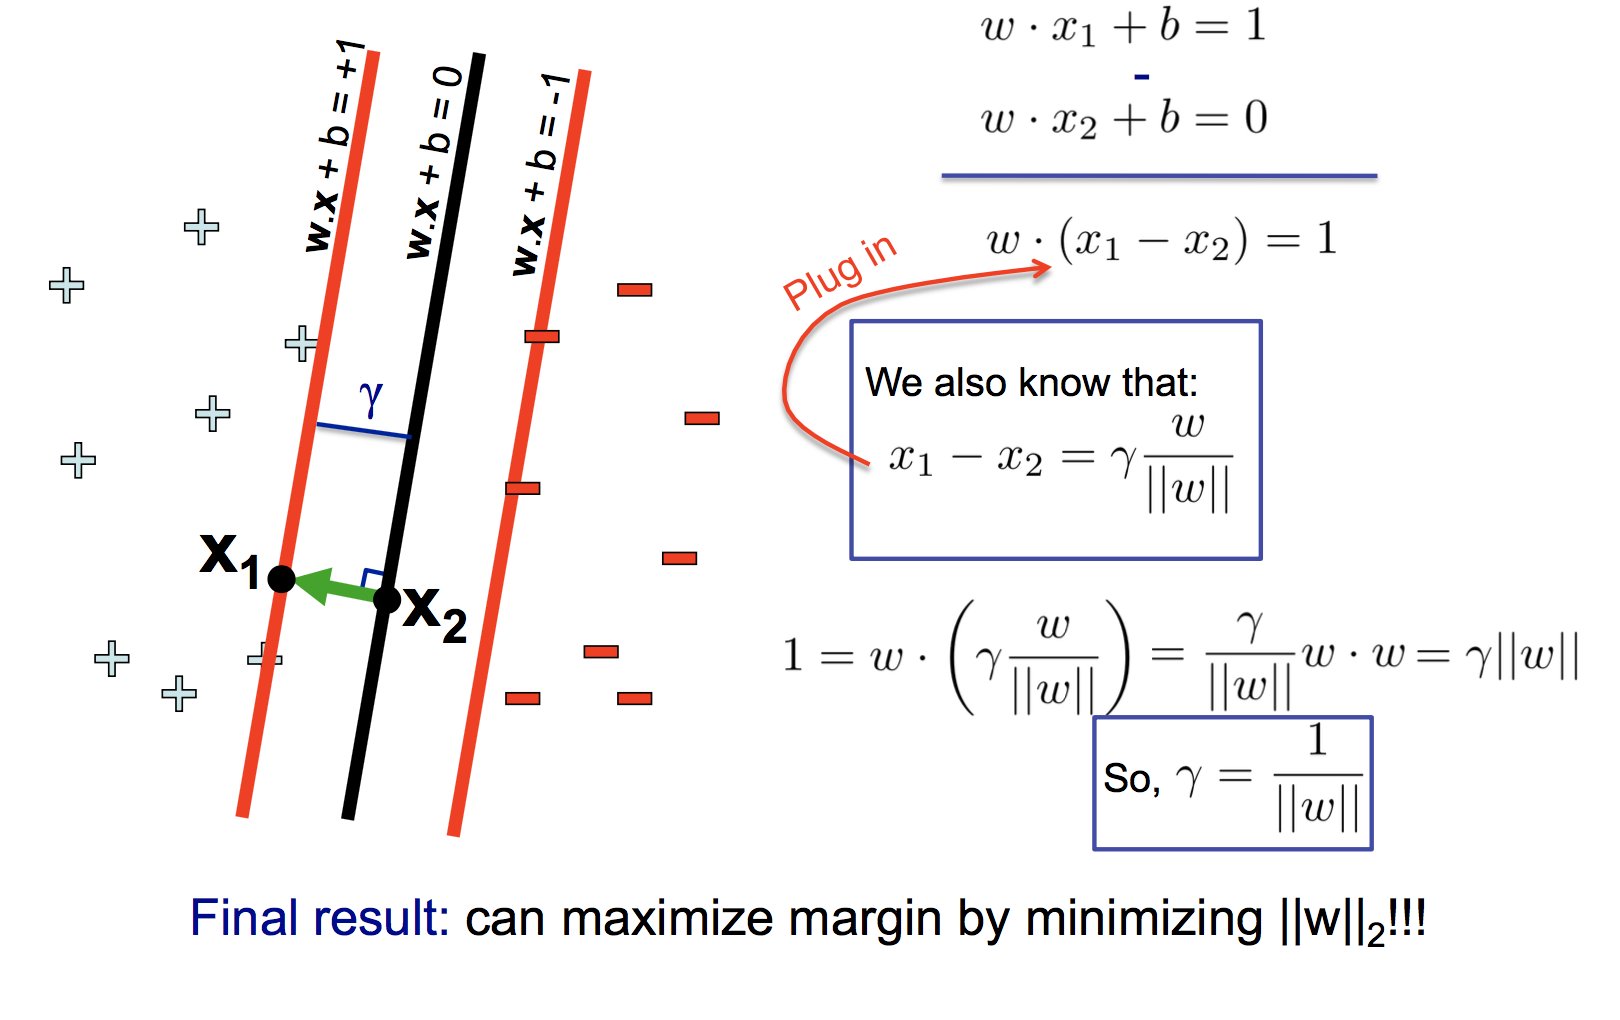 w.x + b = +1
w.x + b = 0
w.x + b = -1
γ
x₁
x₂
w · x₁ + b = 1
-
w · x₂ + b = 0
w · (x₁ − x₂) = 1
Plug in
We also know that:
x₁ − x₂ = γ w / ||w||
1 = w · (γ w / ||w||) = γ / ||w|| w · w = γ||w||
So, γ = 1 / ||w||
Final result: can maximize margin by minimizing ||w||₂!!!